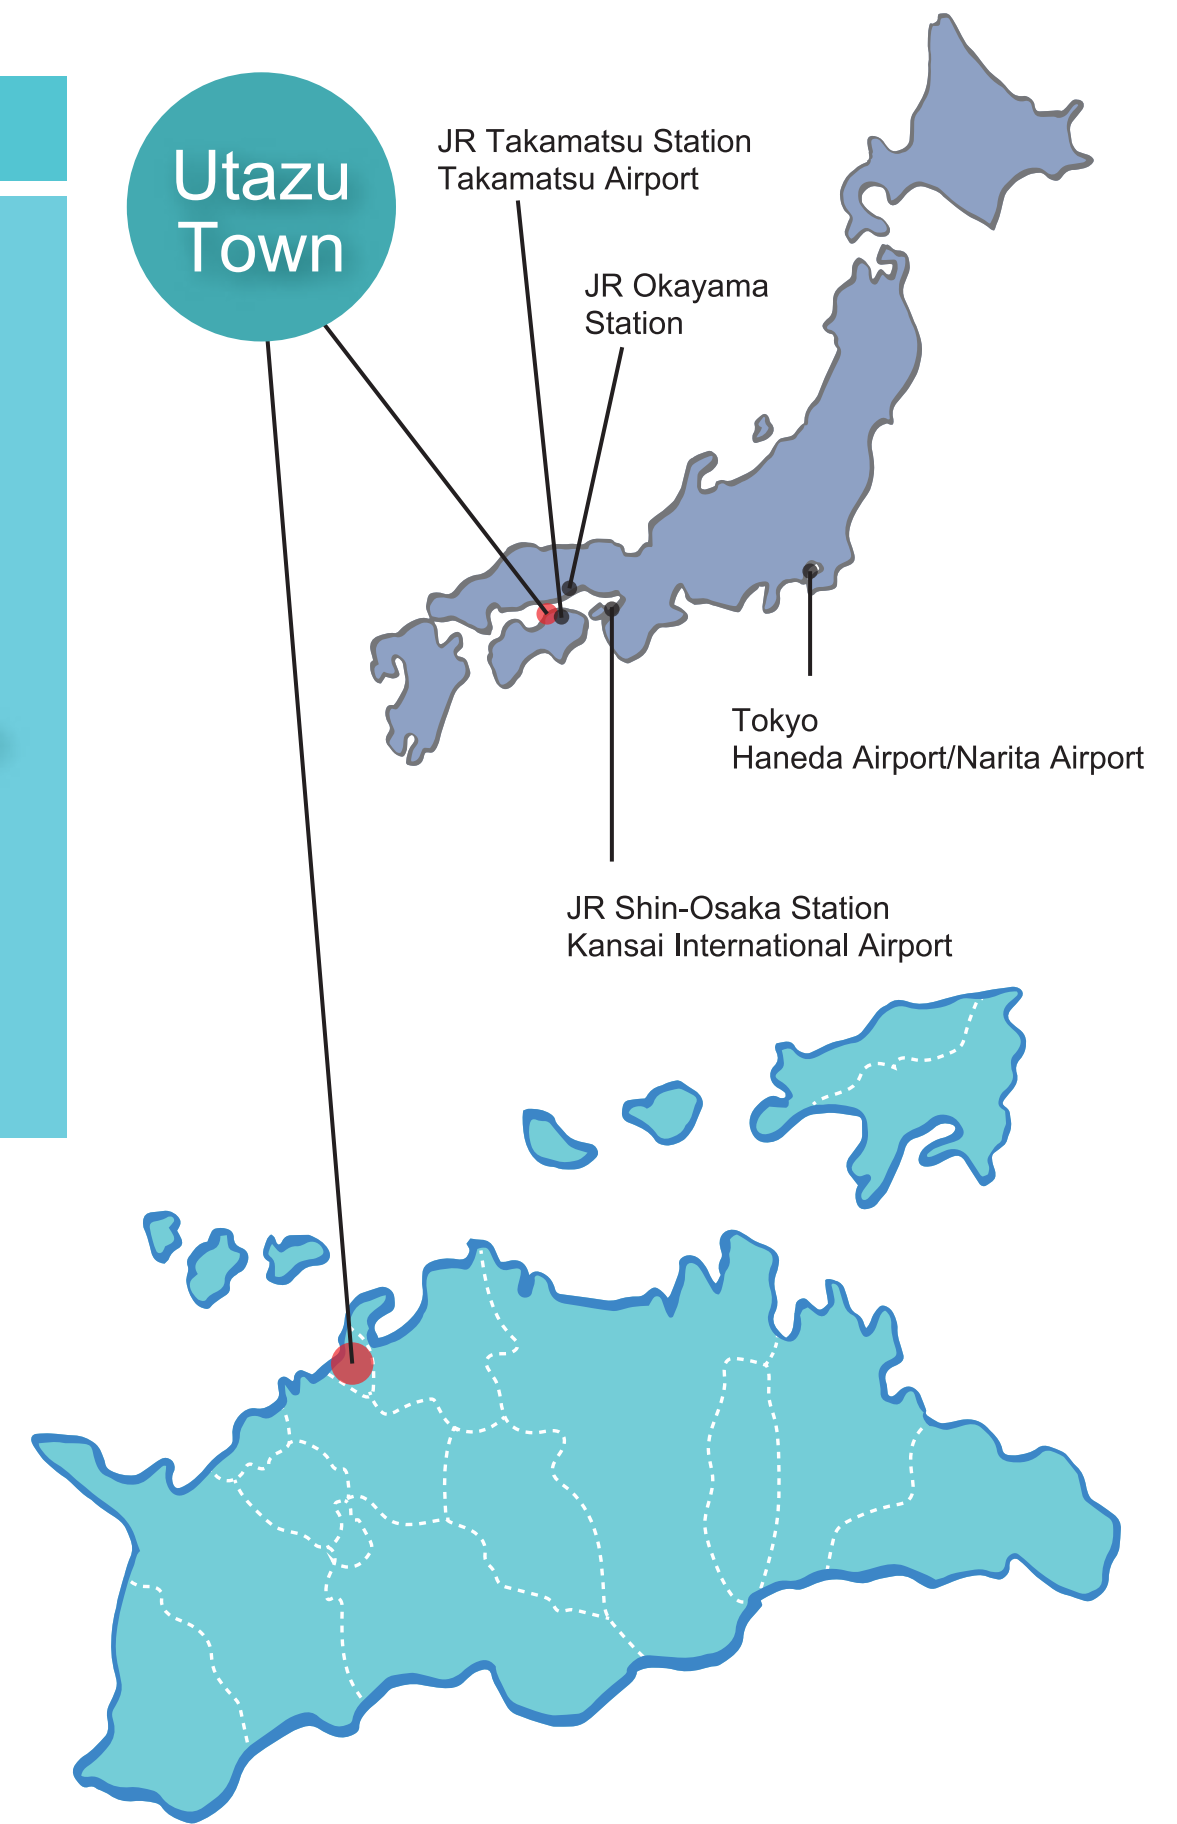 Utazu
Town
JR Takamatsu Station
Takamatsu Airport
JR Okayama
Station
Tokyo
Haneda Airport/Narita Airport
JR Shin-Osaka Station
Kansai International Airport